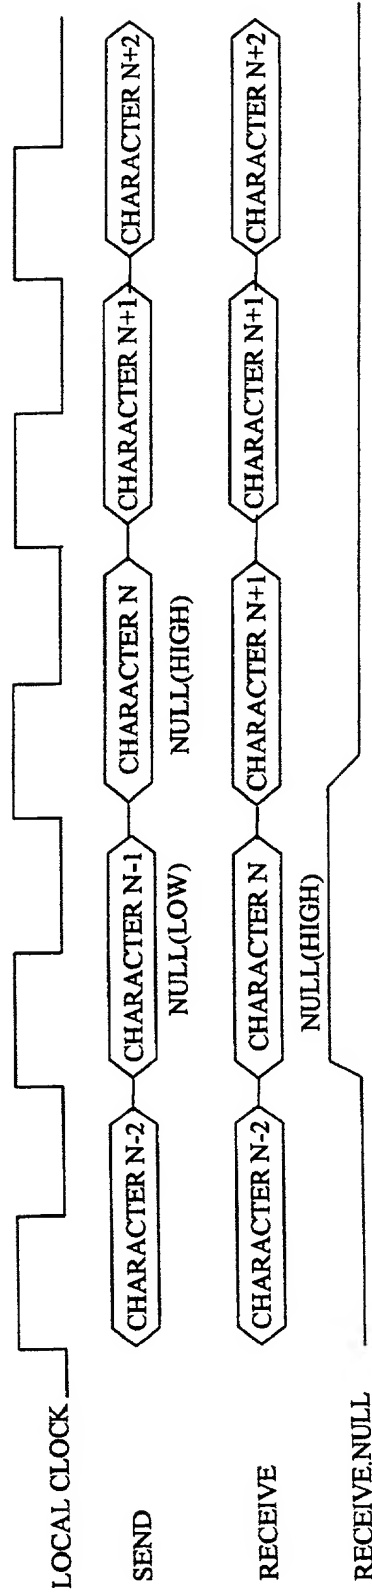 LOCAL CLOCK
SEND
CHARACTER N-2
CHARACTER N-1
CHARACTER N
CHARACTER N+1
CHARACTER N+2
NULL(LOW)
NULL(HIGH)
RECEIVE
CHARACTER N-2
CHARACTER N
CHARACTER N+1
CHARACTER N+1
CHARACTER N+2
NULL(HIGH)
RECEIVE.NULL